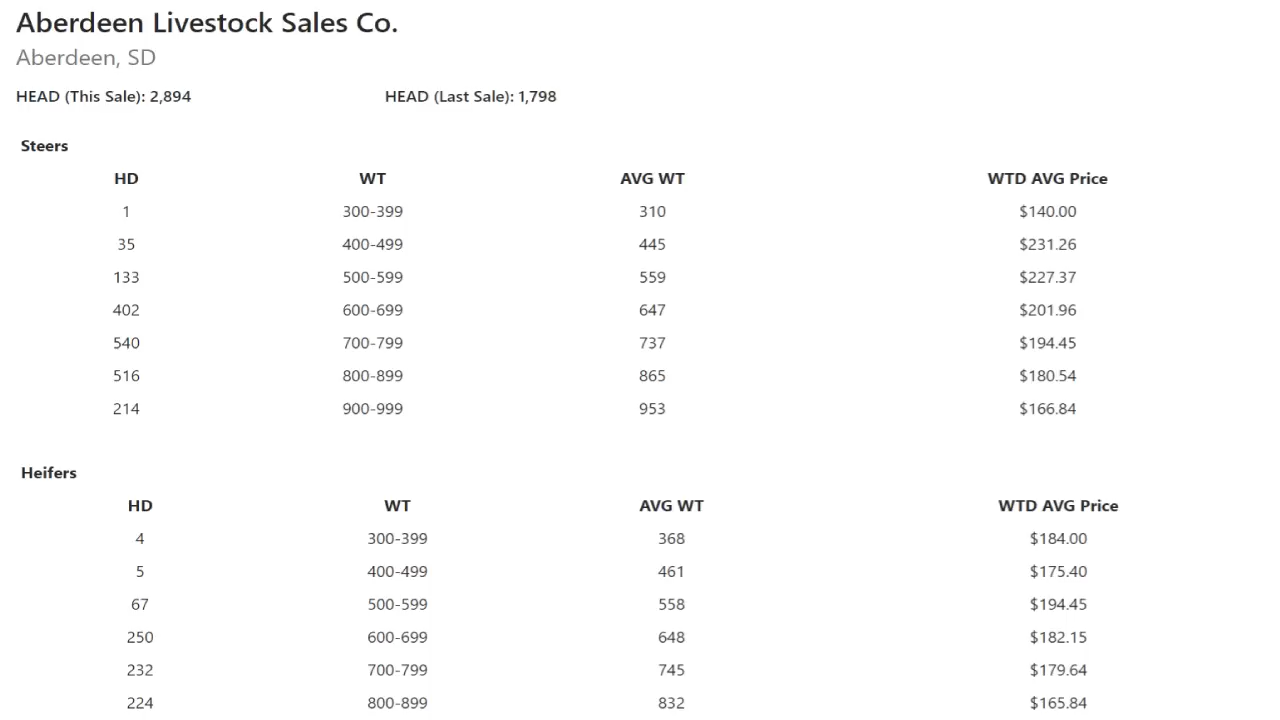 Aberdeen Livestock Sales Co.
Aberdeen, SD
HEAD (This Sale): 2,894 HEAD (Last Sale): 1,798
Steers
HD WT AVG WT WTD AVG Price
1 300-399 310 $140.00
35 400-499 445 $231.26
133 500-599 559 $227.37
402 600-699 647 $201.96
540 700-799 737 $194.45
516 800-899 865 $180.54
214 900-999 953 $166.84
Heifers
HD WT AVG WT WTD AVG Price
4 300-399 368 $184.00
5 400-499 461 $175.40
67 500-599 558 $194.45
250 600-699 648 $182.15
232 700-799 745 $179.64
224 800-899 832 $165.84